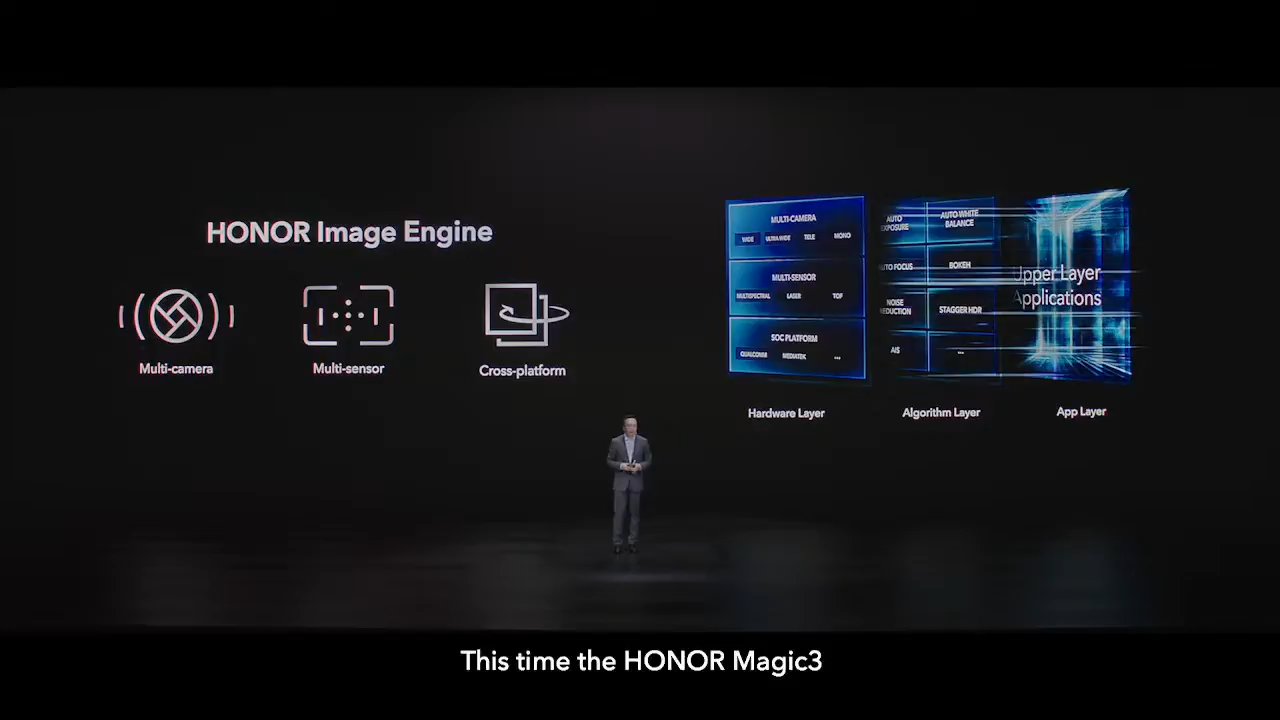 HONOR Image Engine
Multi-camera
Multi-sensor
Cross-platform
MULTI-CAMERA
WIDE
ULTRA WIDE
TELE
MONO
MULTI-SENSOR
MULTISPECTRAL
LASER
TOF
SOC PLATFORM
QUALCOMM
MEDIATEK
...
AUTO
EXPOSURE
AUTO WHITE
BALANCE
AUTO FOCUS
BOKEH
NOISE
REDUCTION
STAGGER HDR
AIS
...
Upper Layer
Applications
Hardware Layer
Algorithm Layer
App Layer
This time the HONOR Magic3